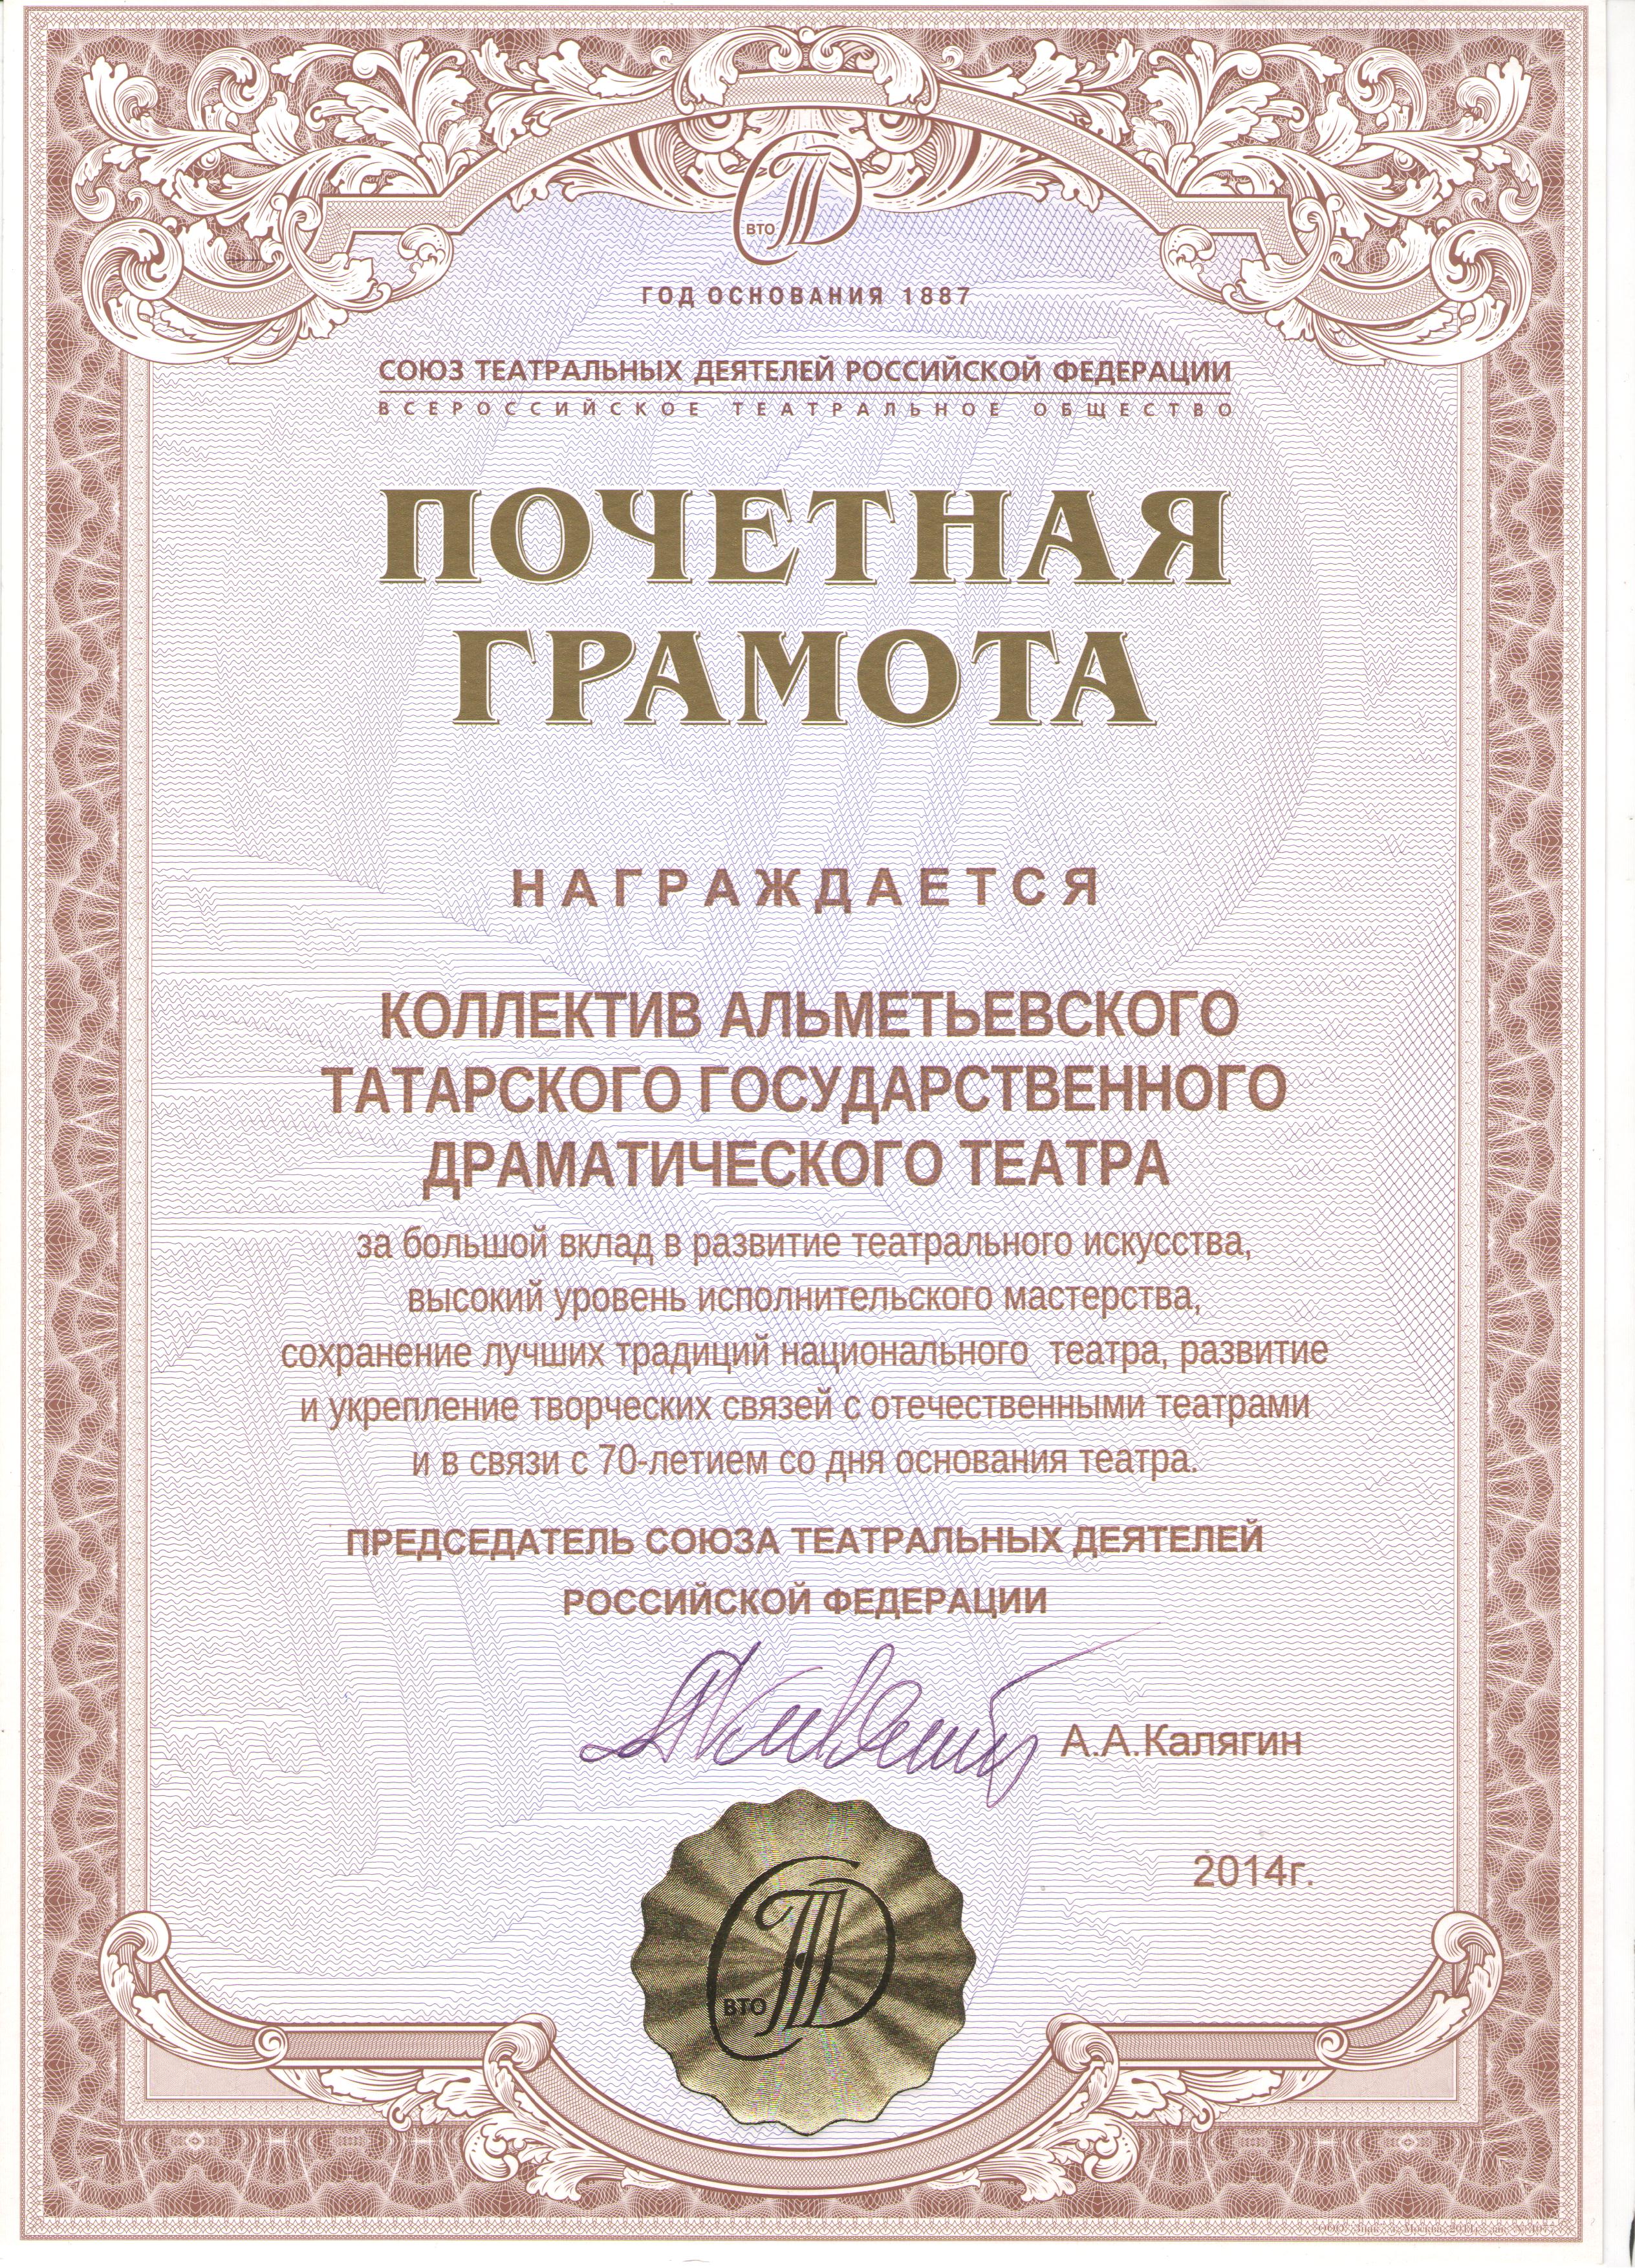 ВТО
ГОД ОСНОВАНИЯ 1887
СОЮЗ ТЕАТРАЛЬНЫХ ДЕЯТЕЛЕЙ РОССИЙСКОЙ ФЕДЕРАЦИИ
ВСЕРОССИЙСКОЕ ТЕАТРАЛЬНОЕ ОБЩЕСТВО
ПОЧЕТНАЯ
ГРАМОТА
НАГРАЖДАЕТСЯ
КОЛЛЕКТИВ АЛЬМЕТЬЕВСКОГО
ТАТАРСКОГО ГОСУДАРСТВЕННОГО
ДРАМАТИЧЕСКОГО ТЕАТРА
за большой вклад в развитие театрального искусства,
высокий уровень исполнительского мастерства,
сохранение лучших традиций национального театра, развитие
и укрепление творческих связей с отечественными театрами
и в связи с 70-летием со дня основания театра.
ПРЕДСЕДАТЕЛЬ СОЮЗА ТЕАТРАЛЬНЫХ ДЕЯТЕЛЕЙ
РОССИЙСКОЙ ФЕДЕРАЦИИ
А.А.Калягин
2014г.
ВТО